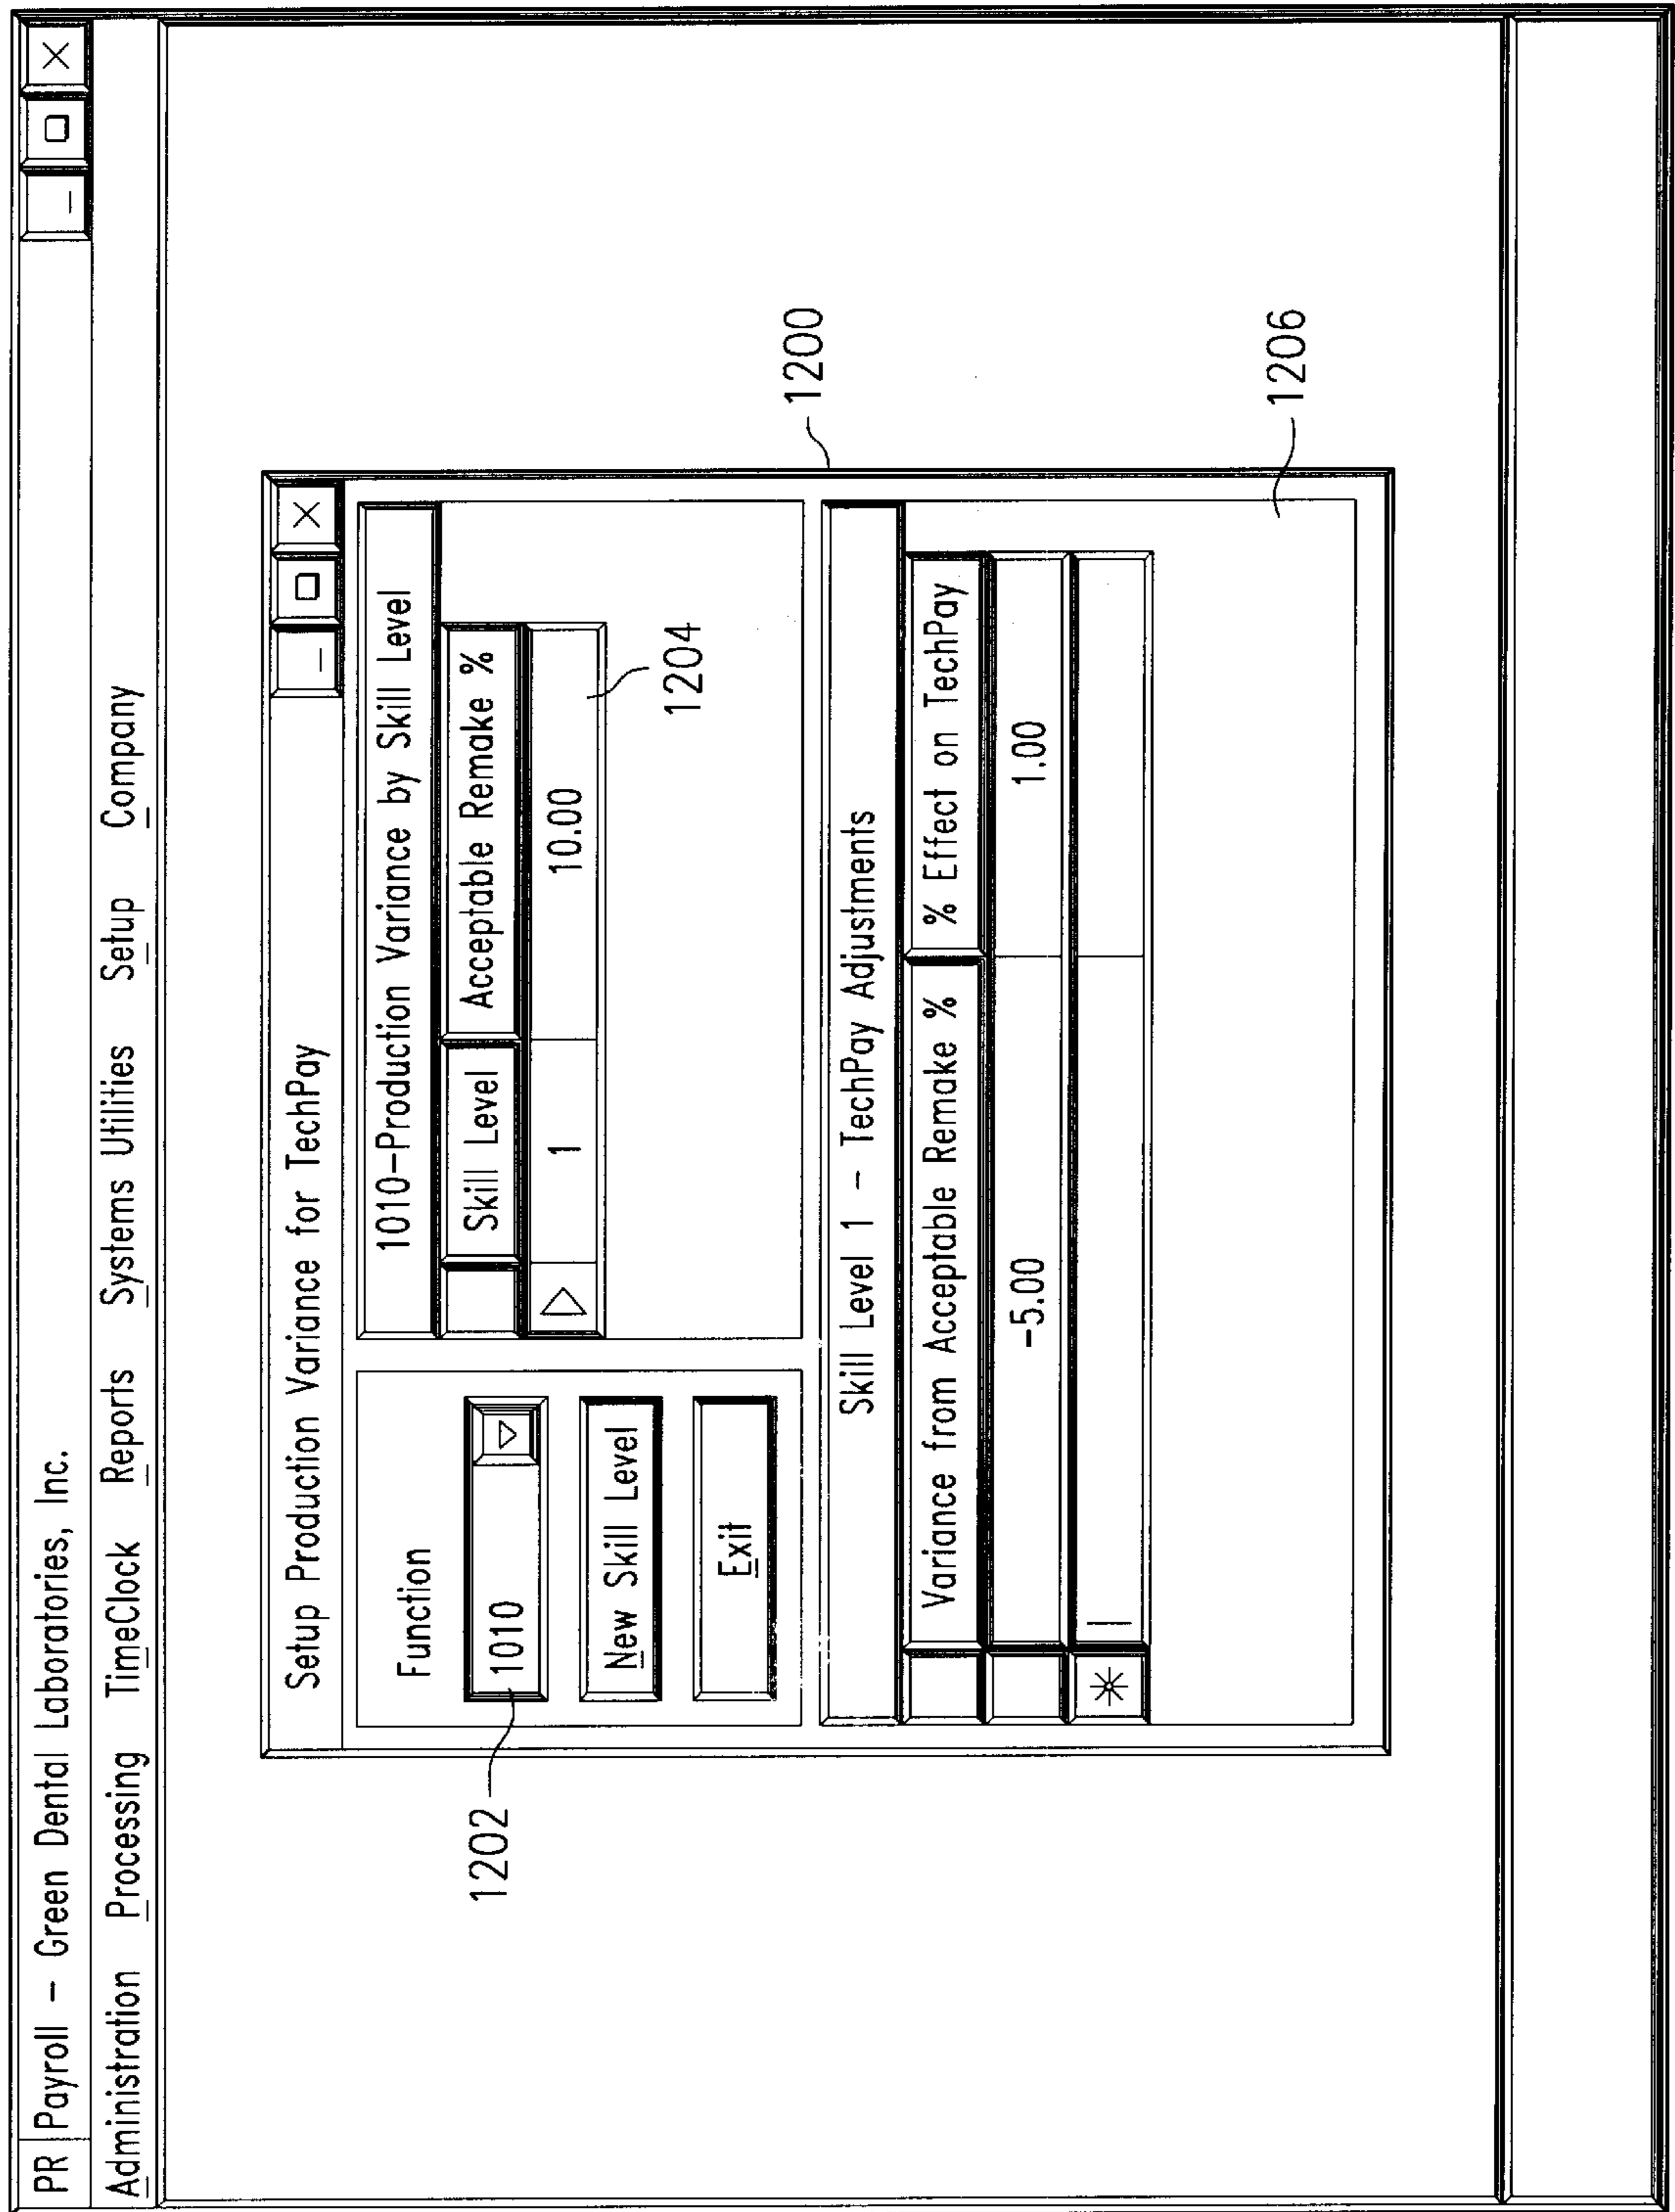 PR Payroll – Green Dental Laboratories, Inc.
Administration Processing TimeClock Reports Systems Utilities Setup Company
Setup Production Variance for TechPay
Function
1010
New Skill Level
Exit
1202
1010–Production Variance by Skill Level
Skill Level Acceptable Remake %
1 10.00
1204
Skill Level 1 – TechPay Adjustments
Variance from Acceptable Remake % % Effect on TechPay
–5.00 1.00
1200
1206